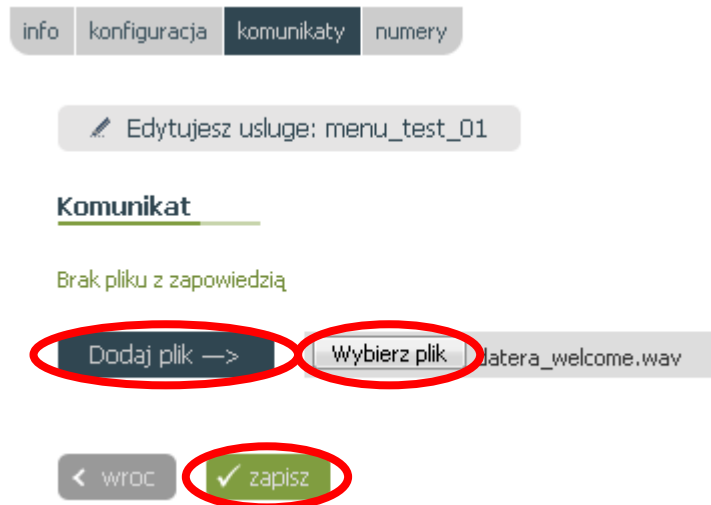 info konfiguracja komunikaty numery
Edytujesz usluge: menu_test_01
Komunikat
Brak pliku z zapowiedzią
Dodaj plik —> Wybierz plik datera_welcome.wav
wroc zapisz